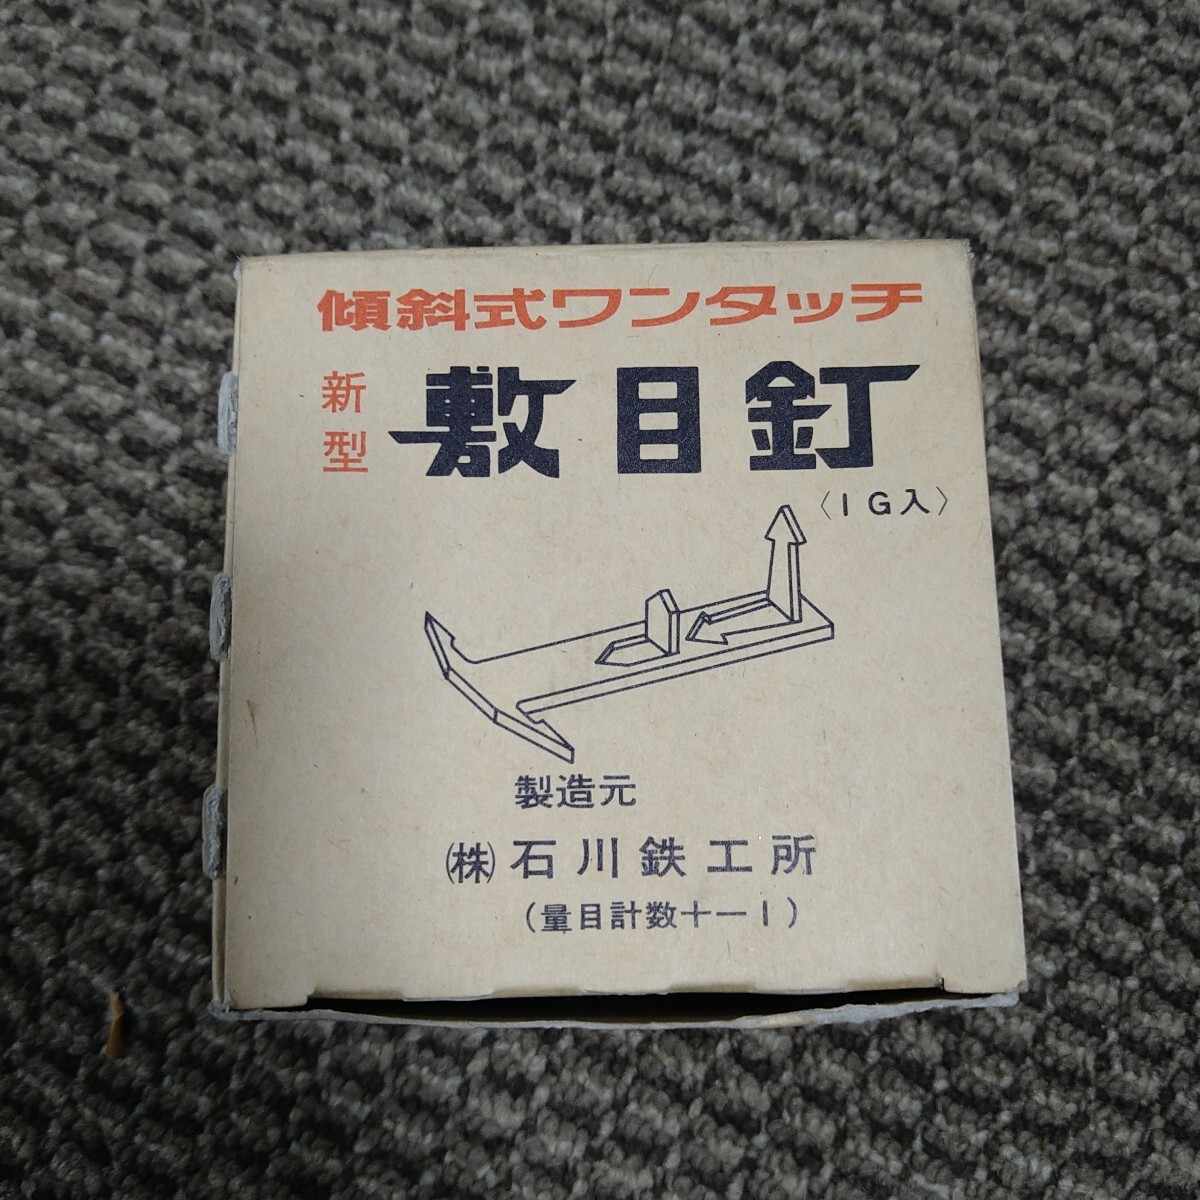 傾斜式ワンタッチ
新型
敷目釘
〈1G入〉
製造元
(株)石川鉄工所
(量目計数十一1)